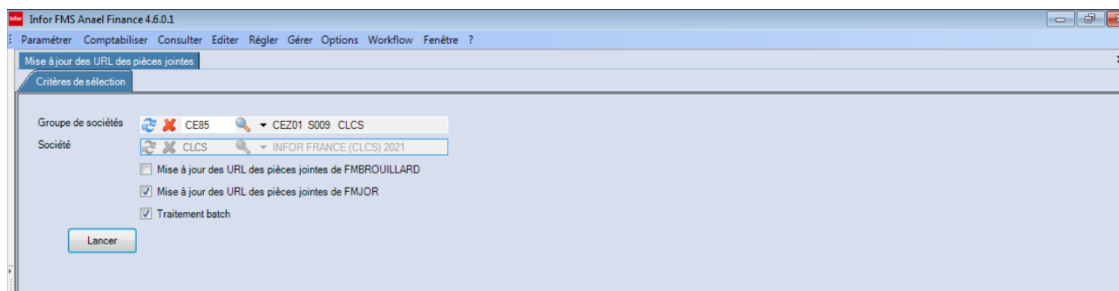 infor Infor FMS Anael Finance 4.6.0.1
Paramétrer Comptabiliser Consulter Editer Régler Gérer Options Workflow Fenêtre ?
Mise à jour des URL des pièces jointes
Critères de sélection
Groupe de sociétés CE85 CEZ01 S009 CLCS
Société CLCS INFOR FRANCE (CLCS) 2021
Mise à jour des URL des pièces jointes de FMBROUILLARD
Mise à jour des URL des pièces jointes de FMJOR
Traitement batch
Lancer